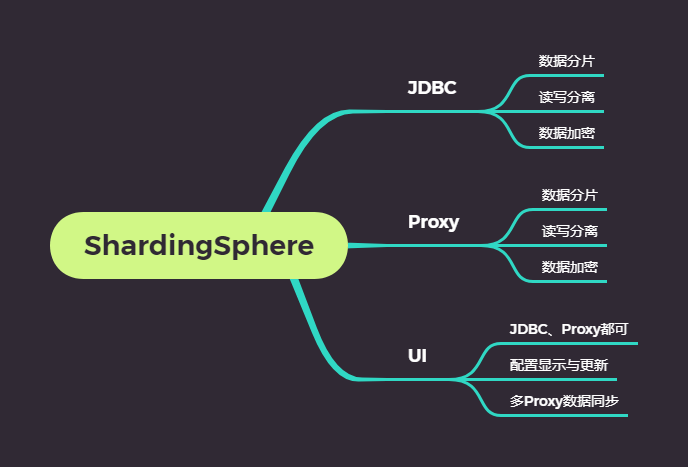 ShardingSphere
JDBC
数据分片
读写分离
数据加密
Proxy
数据分片
读写分离
数据加密
UI
JDBC、Proxy都可
配置显示与更新
多Proxy数据同步